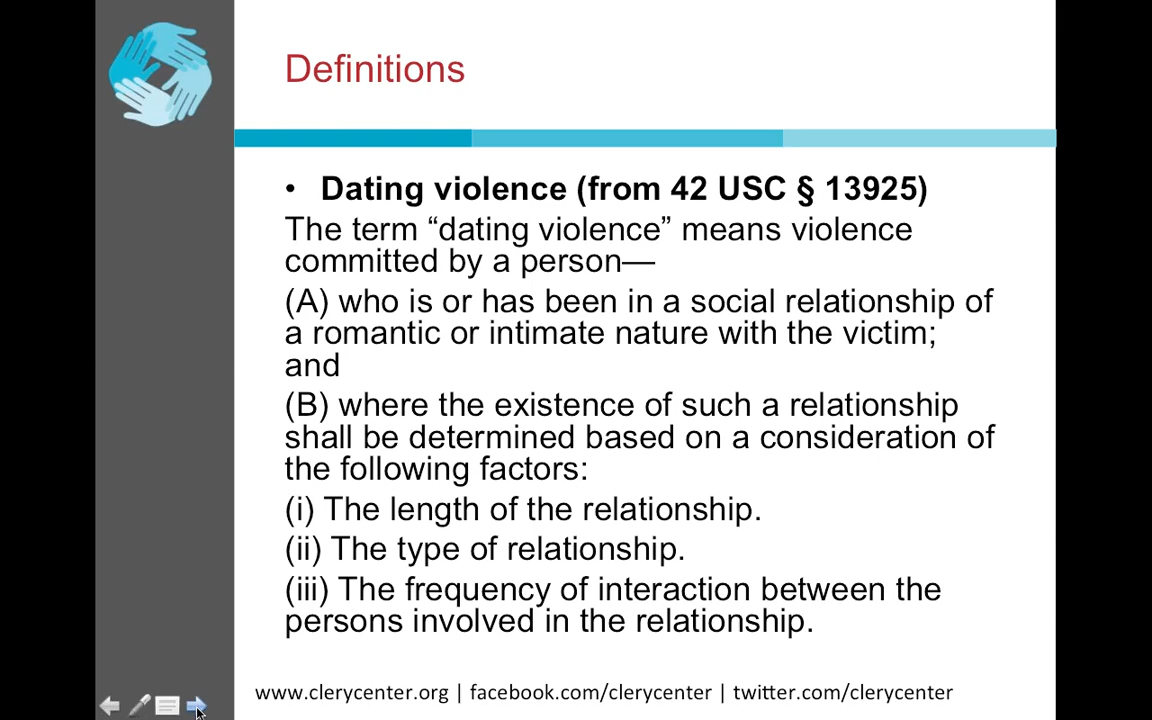 Definitions
• Dating violence (from 42 USC § 13925)
The term “dating violence” means violence
committed by a person—
(A) who is or has been in a social relationship of
a romantic or intimate nature with the victim;
and
(B) where the existence of such a relationship
shall be determined based on a consideration of
the following factors:
(i) The length of the relationship.
(ii) The type of relationship.
(iii) The frequency of interaction between the
persons involved in the relationship.
www.clerycenter.org | facebook.com/clerycenter | twitter.com/clerycenter